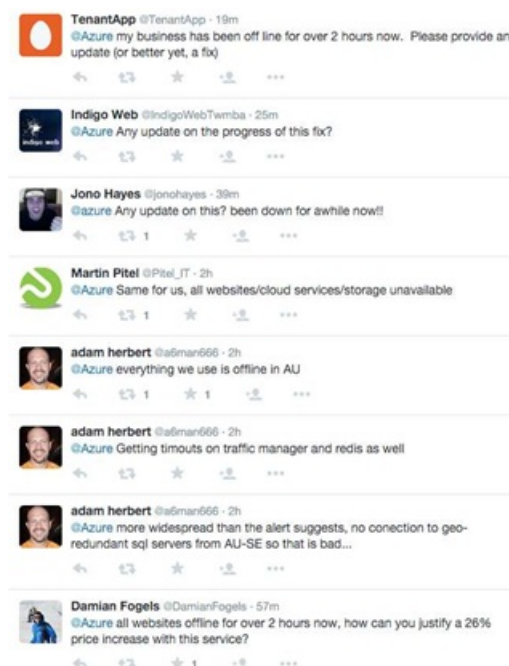 TenantApp @TenantApp · 19m
@Azure my business has been off line for over 2 hours now. Please provide an
update (or better yet, a fix)
Indigo Web @IndigoWebTwmba · 25m
@Azure Any update on the progress of this fix?
indigo web
Jono Hayes @jonohayes · 39m
@azure Any update on this? been down for awhile now!!
1
Martin Pitel @Pitel_IT · 2h
@Azure Same for us, all websites/cloud services/storage unavailable
1
adam herbert @a6man666 · 2h
@Azure everything we use is offline in AU
1 1
adam herbert @a6man666 · 2h
@Azure Getting timouts on traffic manager and redis as well
adam herbert @a6man666 · 2h
@Azure more widespread than the alert suggests, no conection to geo-
redundant sql servers from AU-SE so that is bad...
Damian Fogels @DamianFogels · 57m
@Azure all websites offline for over 2 hours now, how can you justify a 26%
price increase with this service?
1